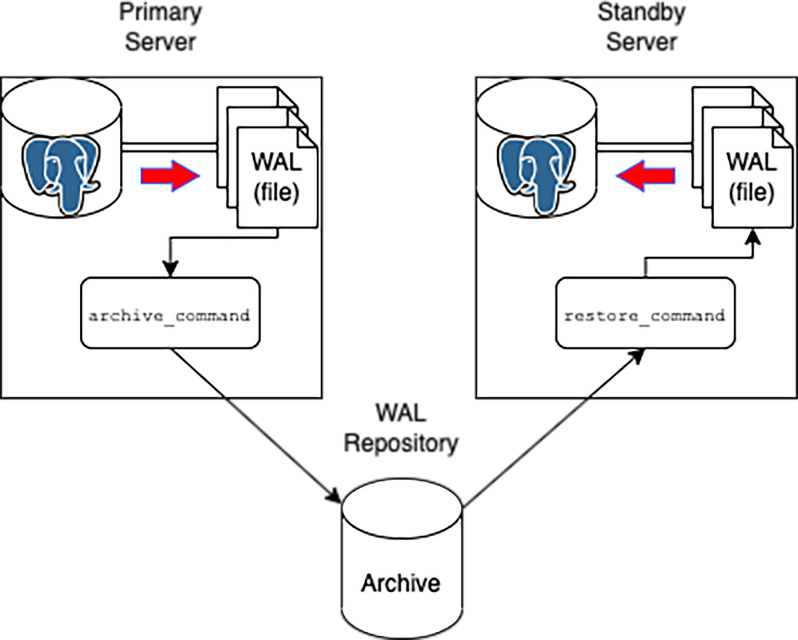 Primary
Server
Standby
Server
WAL
(file)
WAL
(file)
archive_command
restore_command
WAL
Repository
Archive